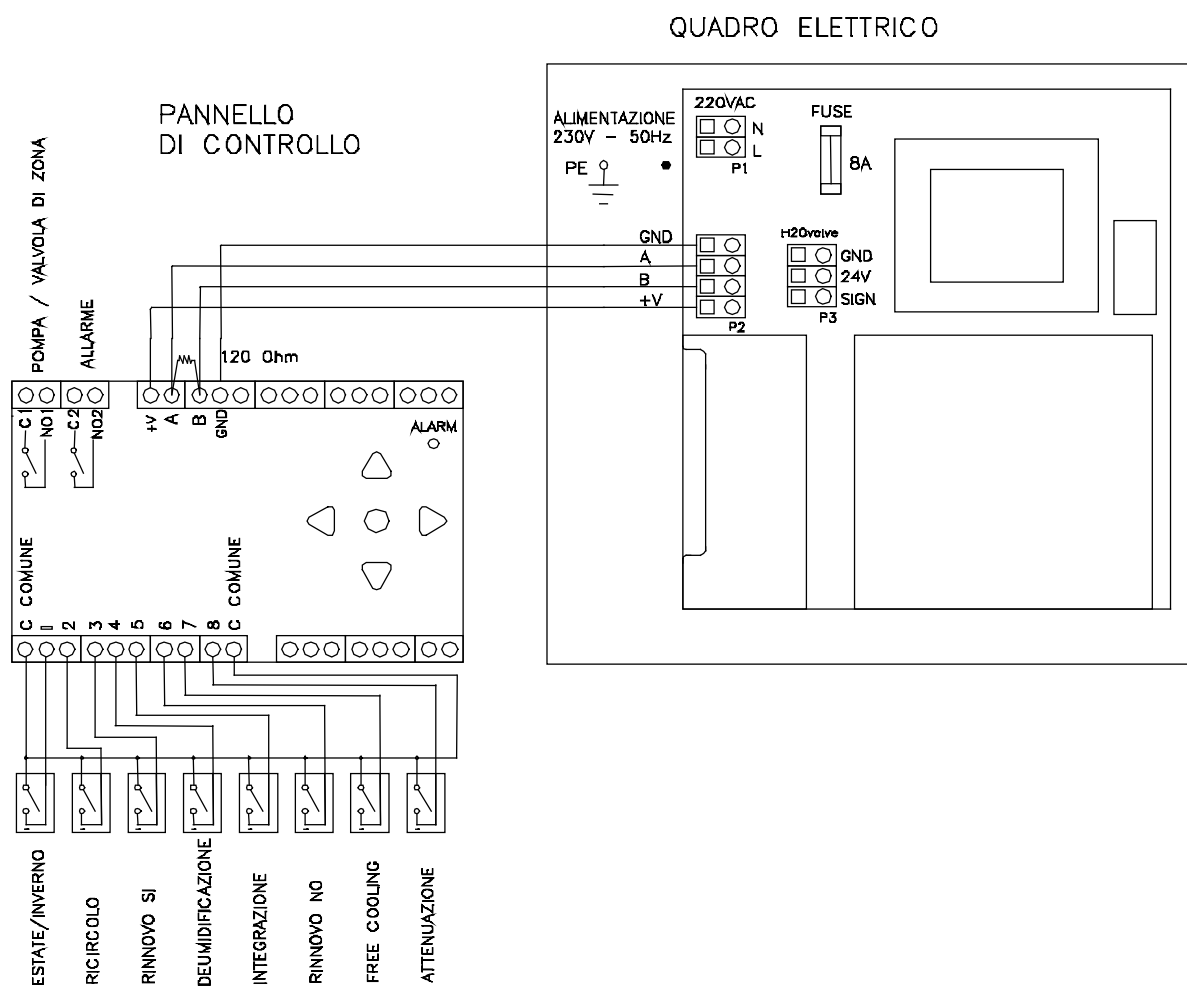 QUADRO ELETTRICO
PANNELLO
DI CONTROLLO
ALIMENTAZIONE
230V - 50Hz
PE
220VAC
N
L
P1
FUSE
8A
GND
A
B
+V
P2
H2Ovalve
GND
24V
SIGN
P3
POMPA / VALVOLA DI ZONA
ALLARME
120 Ohm
C1
NO1
C2
NO2
+V
A
B
GND
ALARM
C COMUNE
1
2
3
4
5
6
7
8
C COMUNE
ESTATE/INVERNO
RICIRCOLO
RINNOVO SI
DEUMIDIFICAZIONE
INTEGRAZIONE
RINNOVO NO
FREE COOLING
ATTENUAZIONE